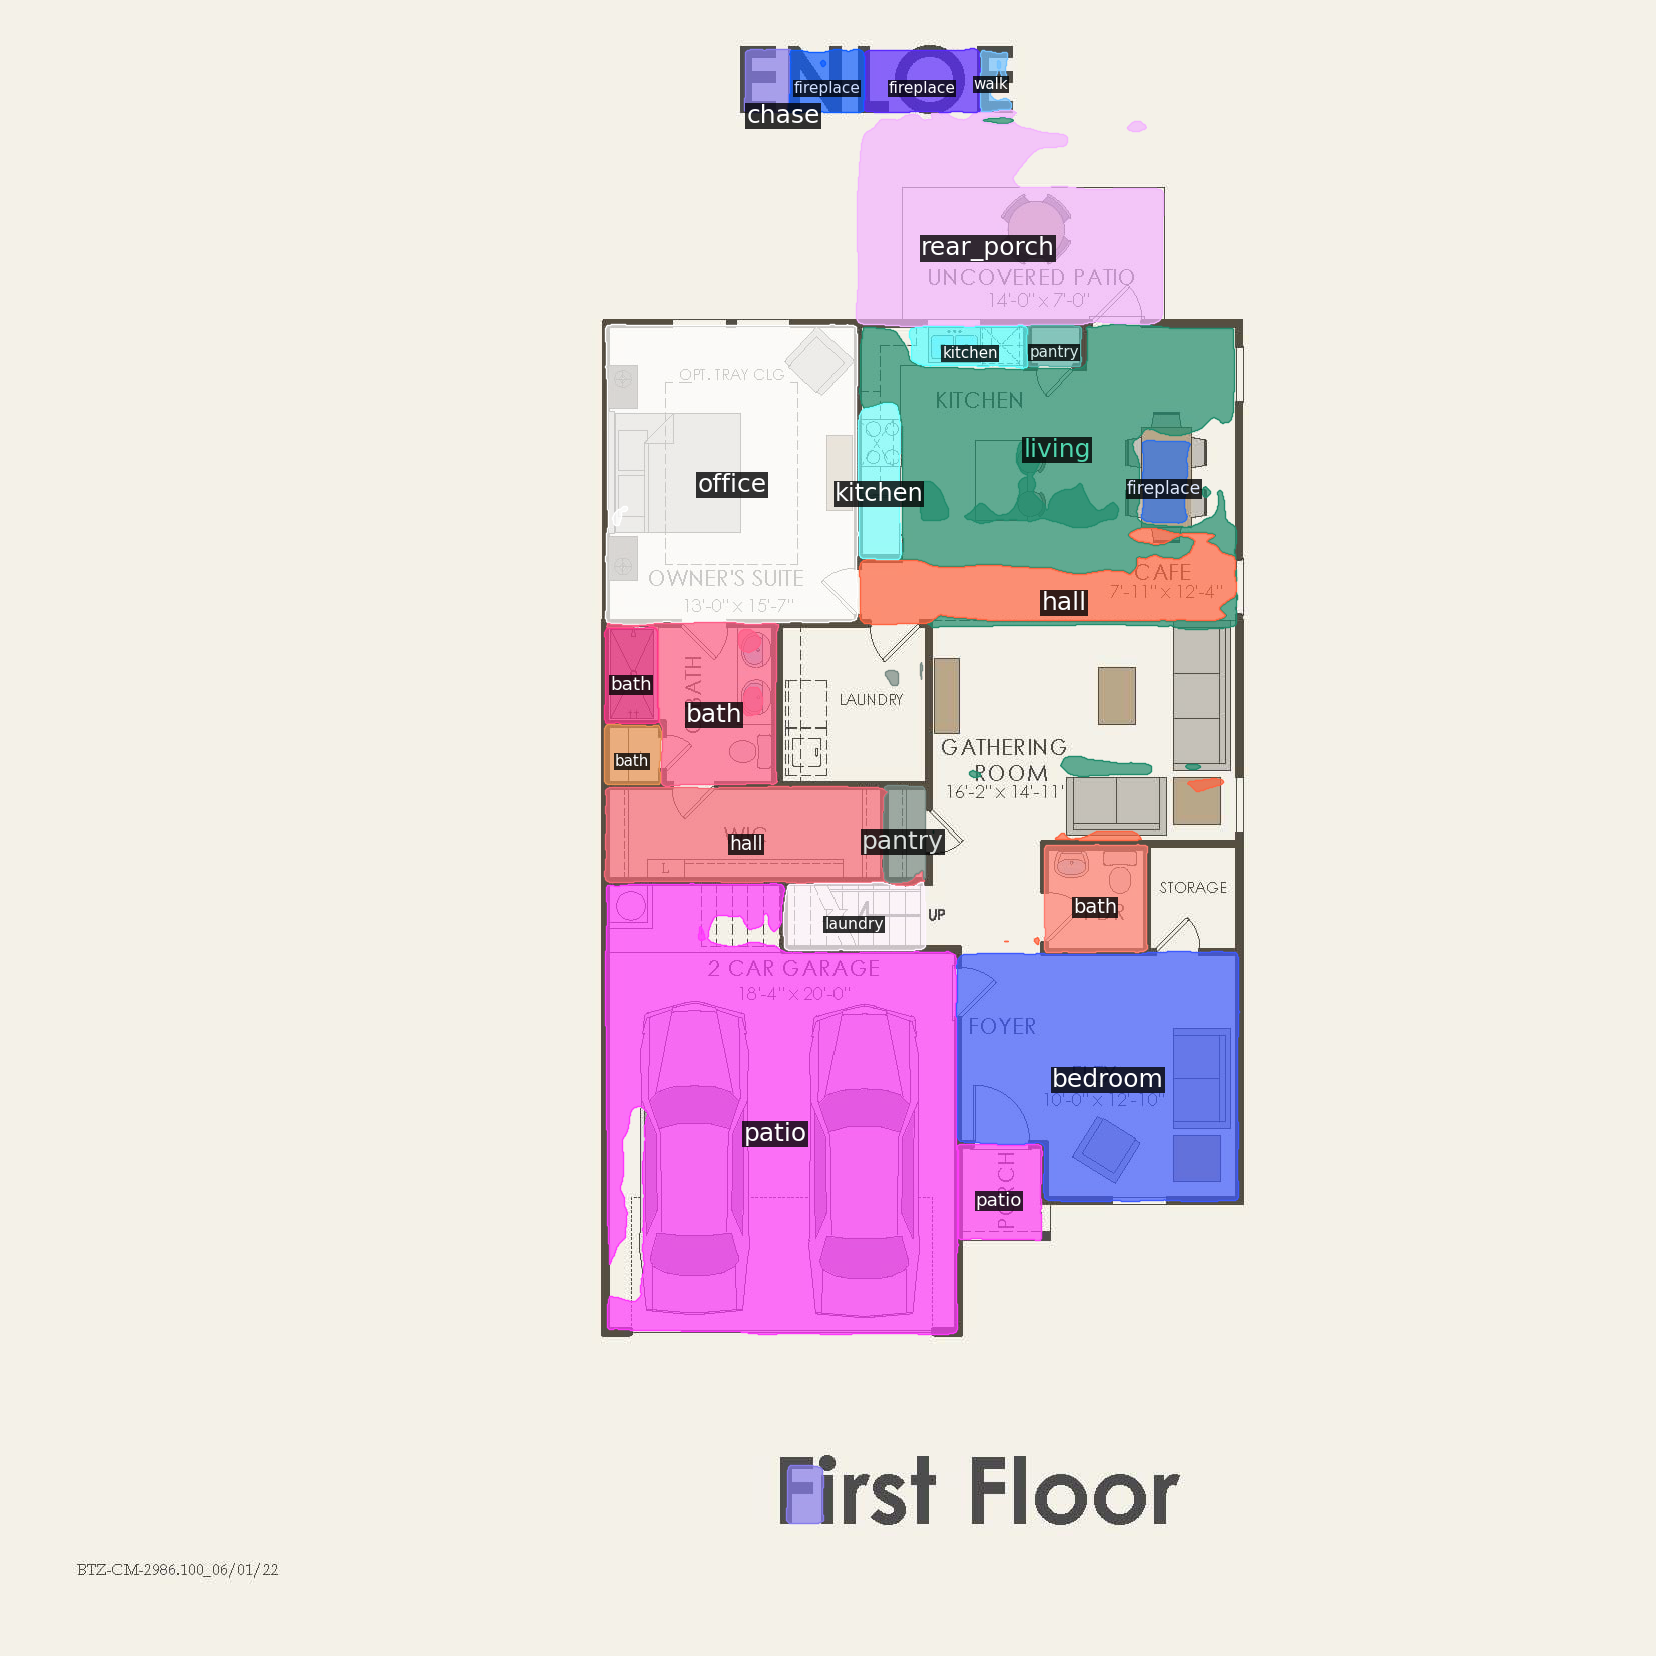 ENLOE
fireplace fireplace walk
chase
rear_porch
UNCOVERED PATIO
14'-0" x 7'-0"
kitchen pantry
OPT. TRAY CLG
KITCHEN
living
office
kitchen
fireplace
OWNER'S SUITE
13'-0" x 15'-7"
CAFE
7'-11" x 12'-4"
hall
bath
BATH
bath
LAUNDRY
GATHERING
ROOM
16'-2" x 14'-11"
bath
WIC
hall
pantry
L
bath
STORAGE
laundry
UP
2 CAR GARAGE
18'-4" x 20'-0"
FOYER
bedroom
10'-0" x 12'-10"
patio
PORCH
patio
First Floor
BTZ-CM-2986.100_06/01/22